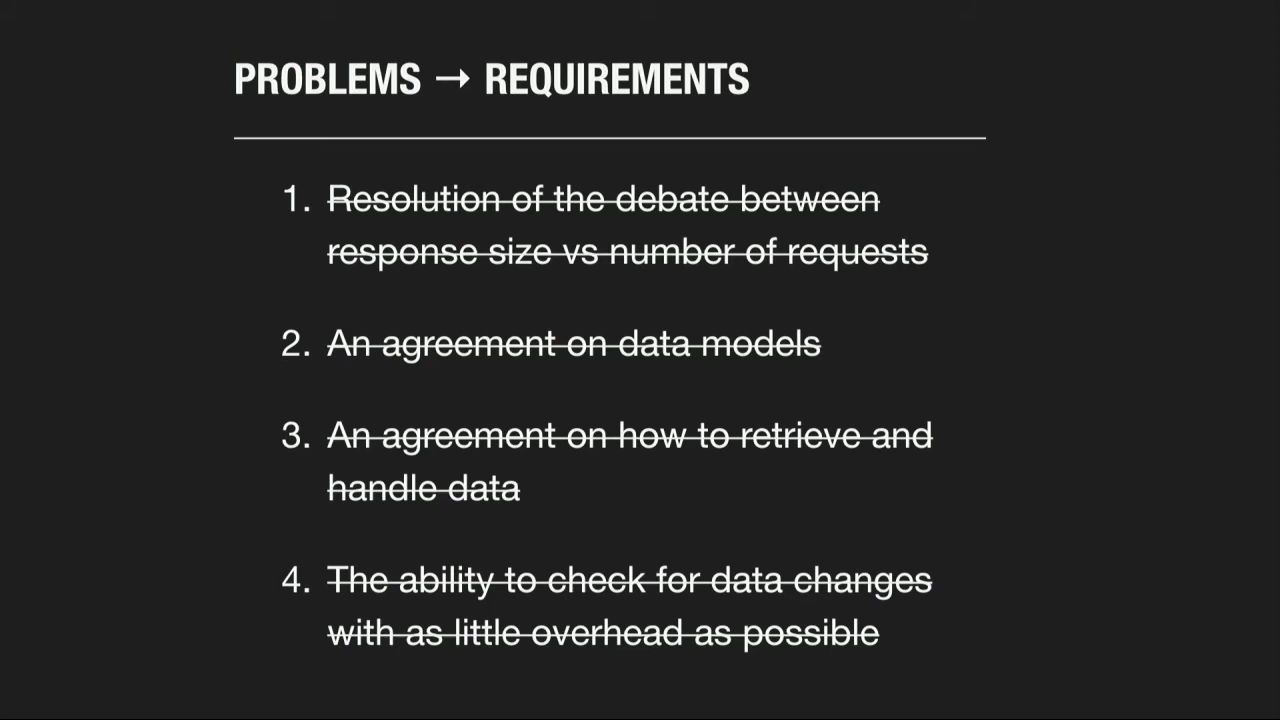 PROBLEMS → REQUIREMENTS
1. Resolution of the debate between
response size vs number of requests
2. An agreement on data models
3. An agreement on how to retrieve and
handle data
4. The ability to check for data changes
with as little overhead as possible